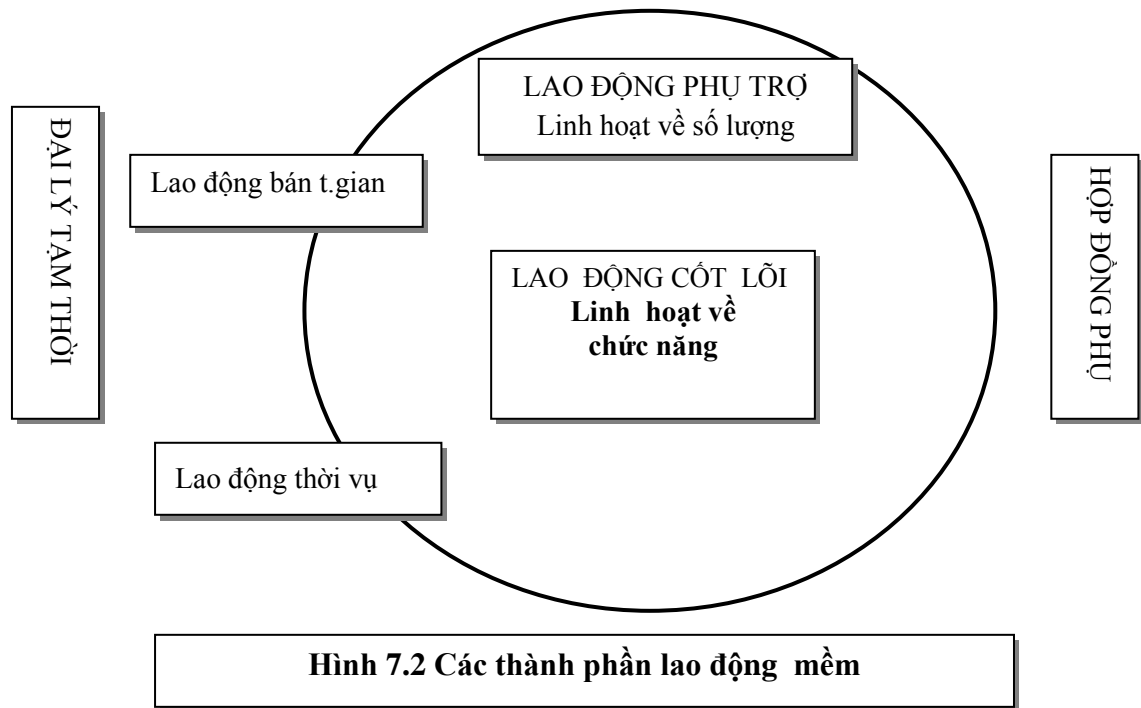 LAO ĐỘNG PHỤ TRỢ
Linh hoạt về số lượng
ĐẠI LÝ TẠM THỜI
Lao động bán t.gian
HỢP ĐỒNG PHỤ
LAO ĐỘNG CỐT LÕI
Linh hoạt về
chức năng
Lao động thời vụ
Hình 7.2 Các thành phần lao động mềm